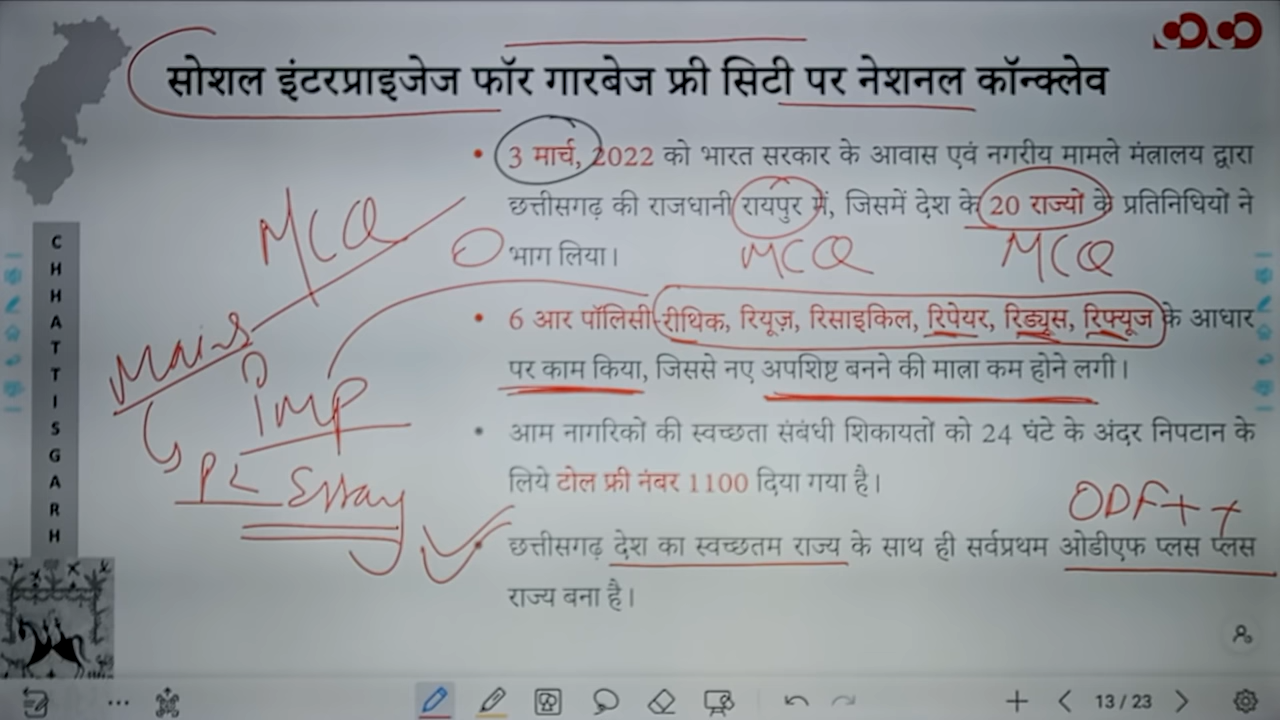 सोशल इंटरप्राइजेज फॉर गारबेज फ्री सिटी पर नेशनल कॉन्क्लेव
• 3 मार्च, 2022 को भारत सरकार के आवास एवं नगरीय मामले मंत्रालय द्वारा
छत्तीसगढ़ की राजधानी रायपुर में, जिसमें देश के 20 राज्यों के प्रतिनिधियों ने
भाग लिया।
MCQ
MCQ
MCQ
• 6 आर पॉलिसी रीथिंक, रियूज़, रिसाइकिल, रिपेयर, रिड्यूस, रिफ्यूज के आधार
पर काम किया, जिससे नए अपशिष्ट बनने की मात्रा कम होने लगी।
Mains
imp
• आम नागरिकों की स्वच्छता संबंधी शिकायतों को 24 घंटे के अंदर निपटान के
लिये टोल फ्री नंबर 1100 दिया गया है।
Essay
ODF++
• छत्तीसगढ़ देश का स्वच्छतम राज्य के साथ ही सर्वप्रथम ओडीएफ प्लस प्लस
राज्य बना है।
CHHATTISGARH
13 / 23